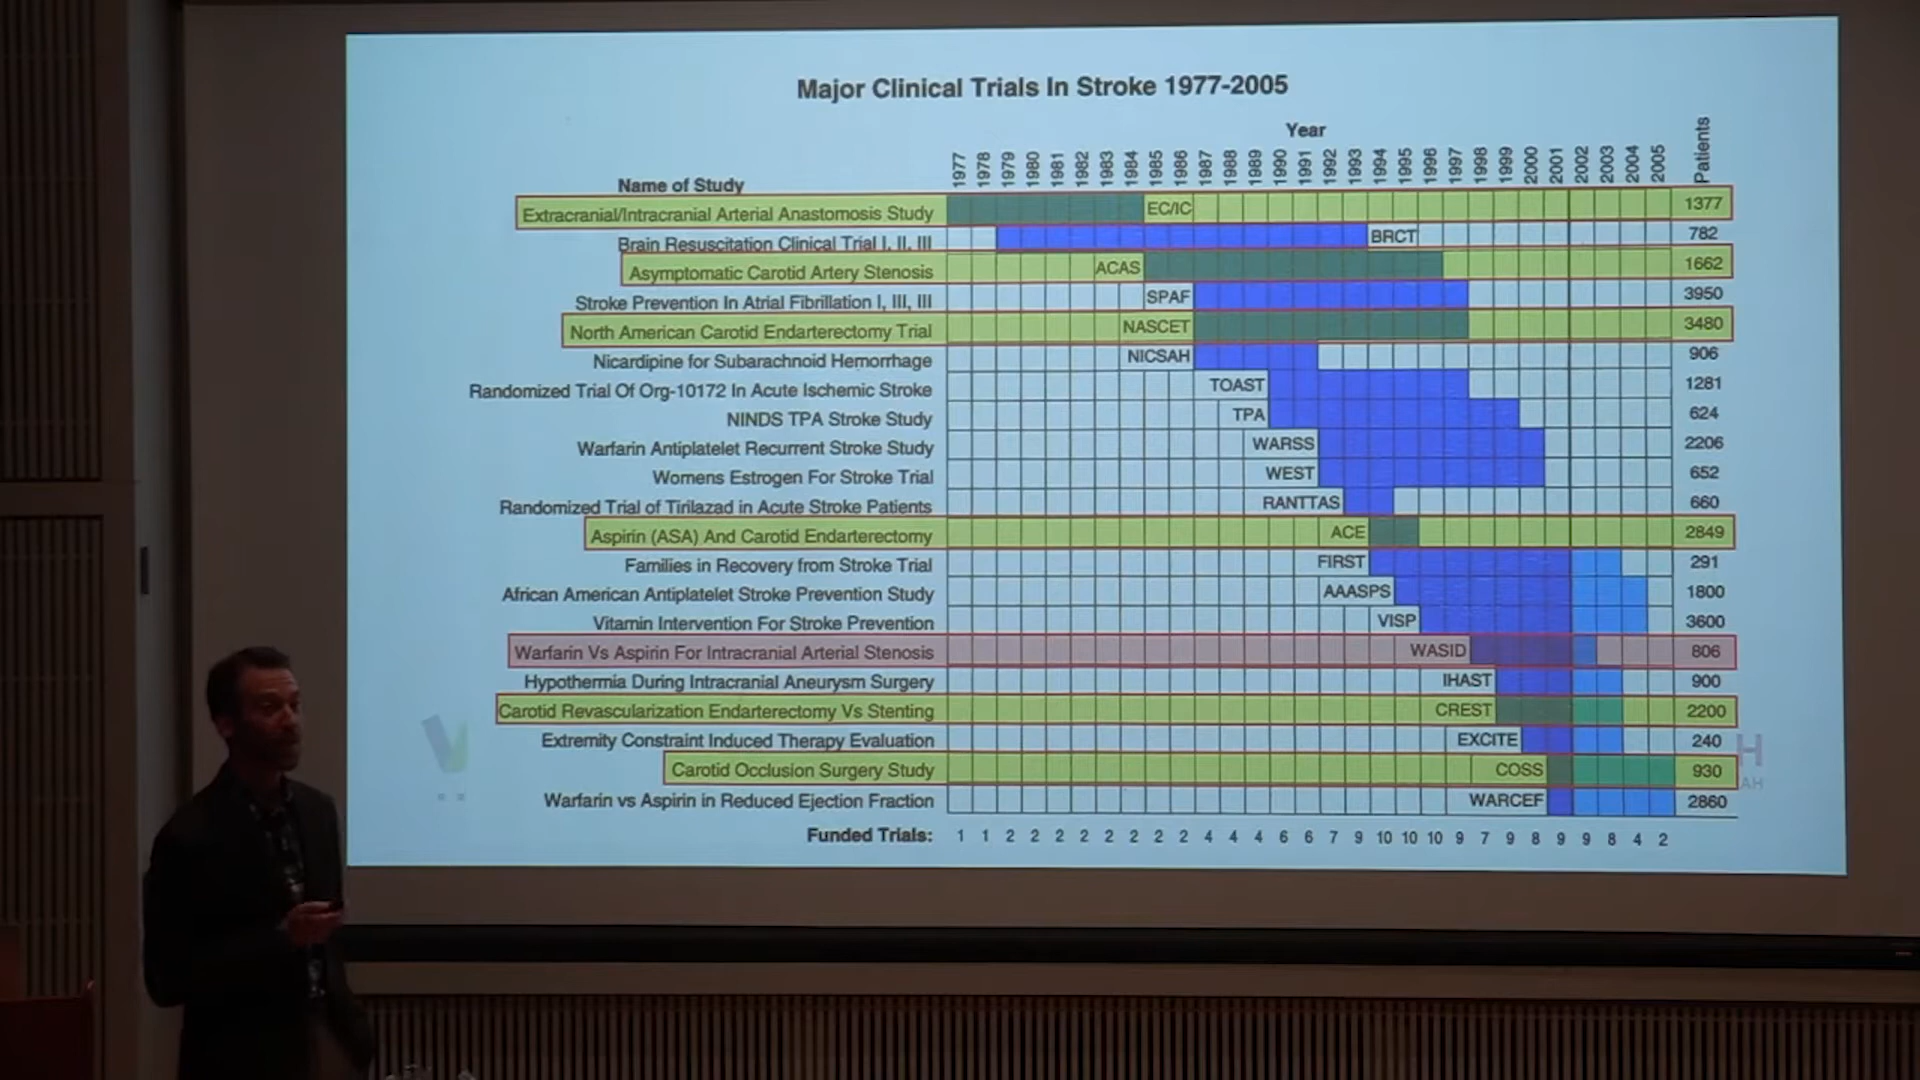 Major Clinical Trials In Stroke 1977-2005
Year
Name of Study 1977 1978 1979 1980 1981 1982 1983 1984 1985 1986 1987 1988 1989 1990 1991 1992 1993 1994 1995 1996 1997 1998 1999 2000 2001 2002 2003 2004 2005 Patients
Extracranial/Intracranial Arterial Anastomosis Study EC/IC 1377
Brain Resuscitation Clinical Trial I, II, III BRCT 782
Asymptomatic Carotid Artery Stenosis ACAS 1662
Stroke Prevention In Atrial Fibrillation I, III, III SPAF 3950
North American Carotid Endarterectomy Trial NASCET 3480
Nicardipine for Subarachnoid Hemorrhage NICSAH 906
Randomized Trial Of Org-10172 In Acute Ischemic Stroke TOAST 1281
NINDS TPA Stroke Study TPA 624
Warfarin Antiplatelet Recurrent Stroke Study WARSS 2206
Womens Estrogen For Stroke Trial WEST 652
Randomized Trial of Tirilazad in Acute Stroke Patients RANTTAS 660
Aspirin (ASA) And Carotid Endarterectomy ACE 2849
Families in Recovery from Stroke Trial FIRST 291
African American Antiplatelet Stroke Prevention Study AAASPS 1800
Vitamin Intervention For Stroke Prevention VISP 3600
Warfarin Vs Aspirin For Intracranial Arterial Stenosis WASID 806
Hypothermia During Intracranial Aneurysm Surgery IHAST 900
Carotid Revascularization Endarterectomy Vs Stenting CREST 2200
Extremity Constraint Induced Therapy Evaluation EXCITE 240
Carotid Occlusion Surgery Study COSS 930
Warfarin vs Aspirin in Reduced Ejection Fraction WARCEF 2860
Funded Trials: 1 1 2 2 2 2 2 2 2 2 4 4 4 6 6 7 9 10 10 10 9 7 9 8 9 9 8 4 2
H
AH